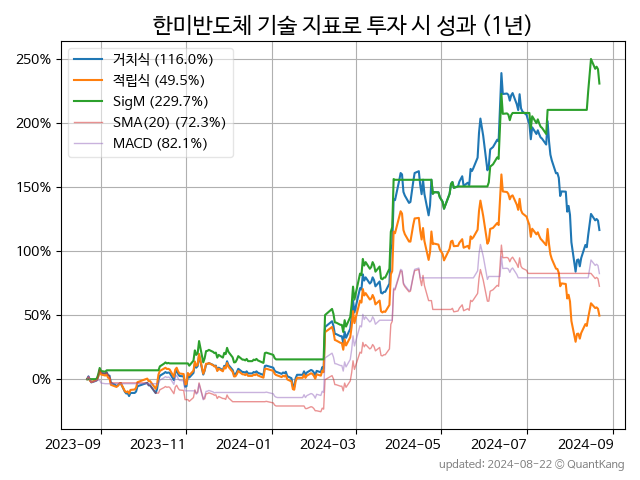 한미반도체 기술 지표로 투자 시 성과 (1년)
250%
200%
150%
100%
50%
0%
거치식 (116.0%)
적립식 (49.5%)
SigM (229.7%)
SMA(20) (72.3%)
MACD (82.1%)
2023-09
2023-11
2024-01
2024-03
2024-05
2024-07
2024-09
updated: 2024-08-22 ⓒ QuantKang